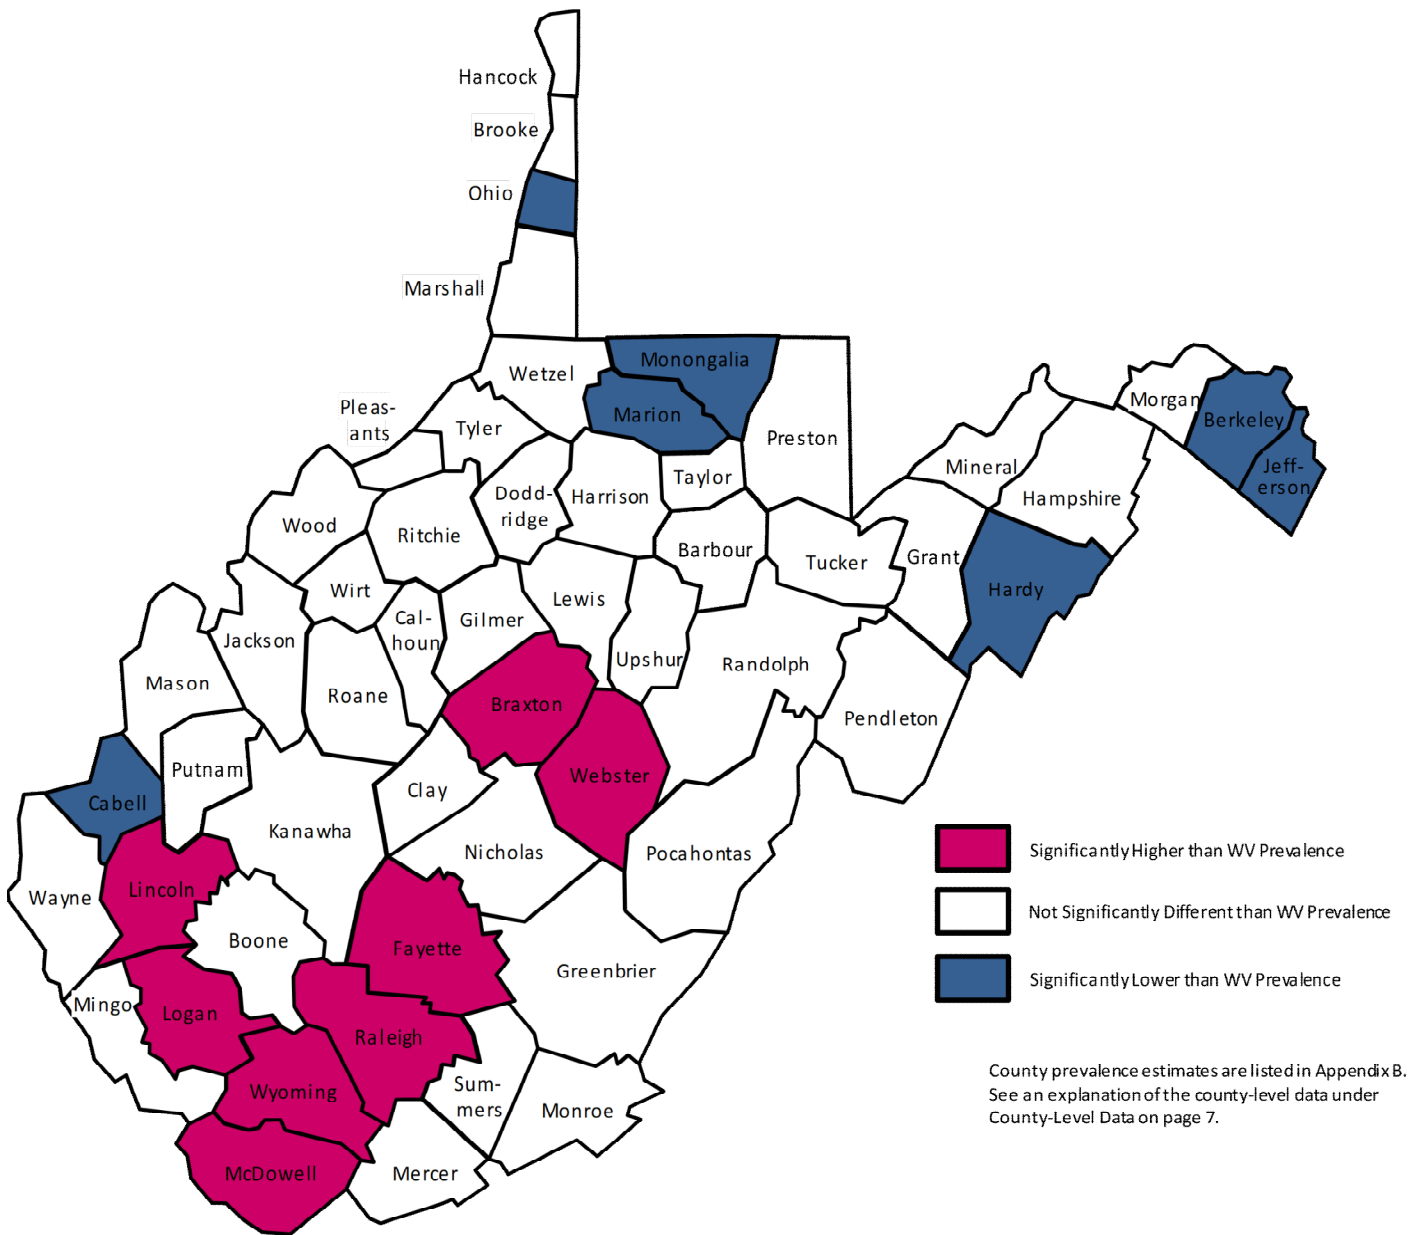 Hancock
Brooke
Ohio
Marshall
Monongalia
Wetzel
Morgan
Pleas-
ants
Marion
Berkeley
Tyler
Preston
Mineral
Jeff-
erson
Taylor
Hampshire
Dodd-
ridge
Harrison
Wood
Ritchie
Barbour
Grant
Tucker
Wirt
Hardy
Lewis
Cal-
houn
Gilmer
Jackson
Upshur
Randolph
Mason
Roane
Braxton
Pendleton
Putnam
Webster
Clay
Cabell
Kanawha
Nicholas
Pocahontas
Significantly Higher than WV Prevalence
Lincoln
Wayne
Not Significantly Different than WV Prevalence
Boone
Fayette
Greenbrier
Significantly Lower than WV Prevalence
Mingo
Logan
Raleigh
Wyoming
Sum-
mers
Monroe
County prevalence estimates are listed in Appendix B.
See an explanation of the county-level data under
County-Level Data on page 7.
McDowell
Mercer